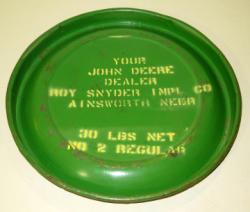 YOUR
JOHN DEERE
DEALER
ROY SNYDER IMPL CO
AINSWORTH NEBR
30 LBS NET
NO 2 REGULAR